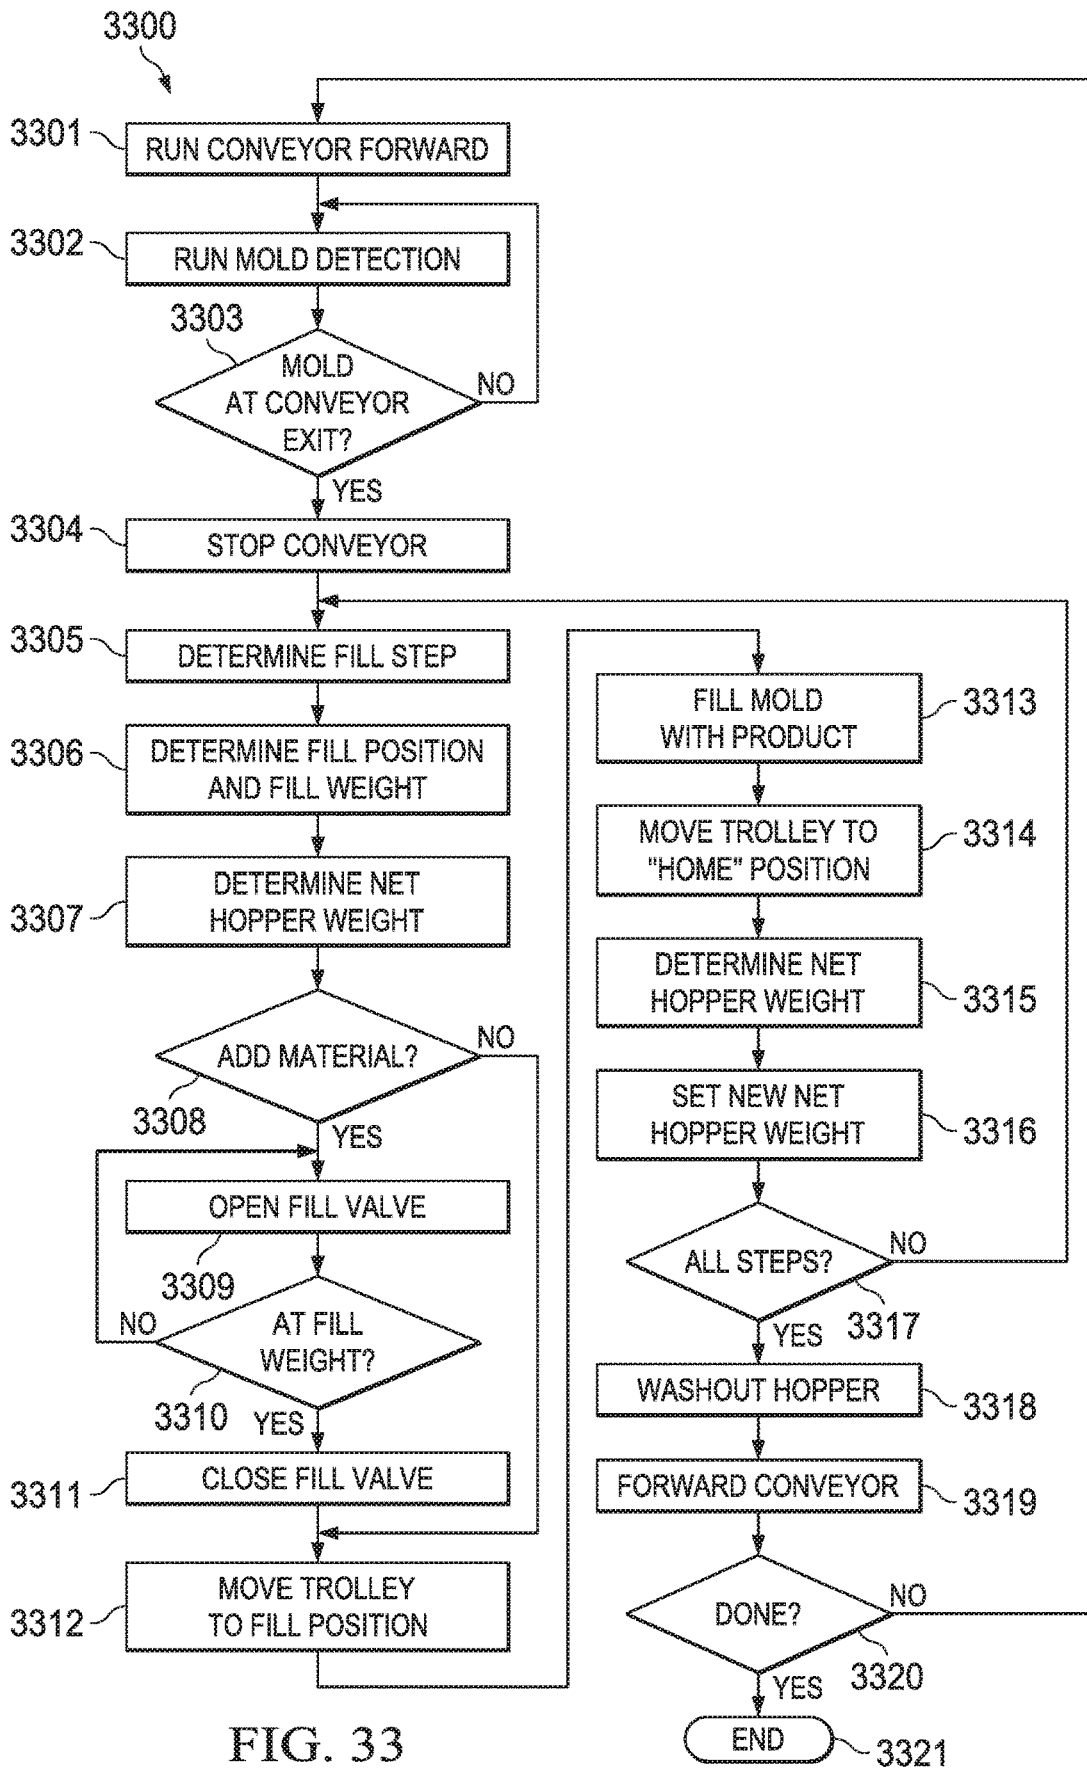 3300
3301
RUN CONVEYOR FORWARD
3302
RUN MOLD DETECTION
3303
MOLD
AT CONVEYOR
EXIT?
NO
YES
3304
STOP CONVEYOR
3305
DETERMINE FILL STEP
3306
DETERMINE FILL POSITION
AND FILL WEIGHT
3307
DETERMINE NET
HOPPER WEIGHT
ADD MATERIAL?
NO
3308
YES
OPEN FILL VALVE
3309
AT FILL
WEIGHT?
NO
3310
YES
3311
CLOSE FILL VALVE
3312
MOVE TROLLEY
TO FILL POSITION
FILL MOLD
WITH PRODUCT
3313
MOVE TROLLEY TO
"HOME" POSITION
3314
DETERMINE NET
HOPPER WEIGHT
3315
SET NEW NET
HOPPER WEIGHT
3316
ALL STEPS?
NO
3317
YES
WASHOUT HOPPER
3318
FORWARD CONVEYOR
3319
DONE?
NO
3320
YES
END
3321
FIG. 33